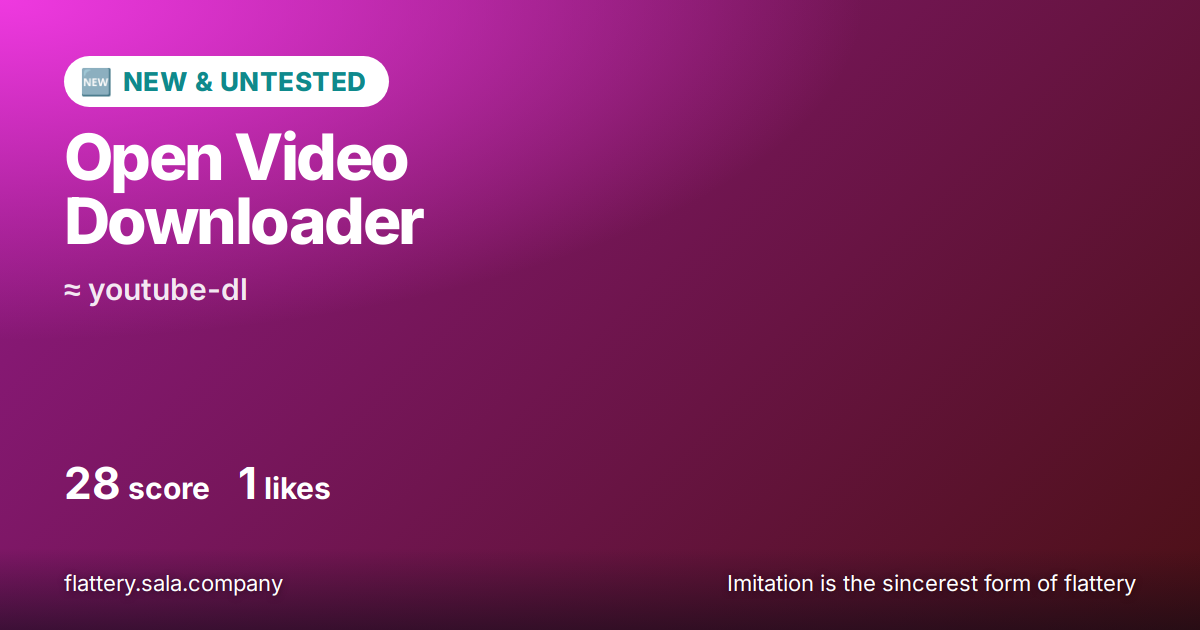 🆕 NEW & UNTESTED
Open Video
Downloader
≈ youtube-dl
28 score 1 likes
flattery.sala.company
Imitation is the sincerest form of flattery